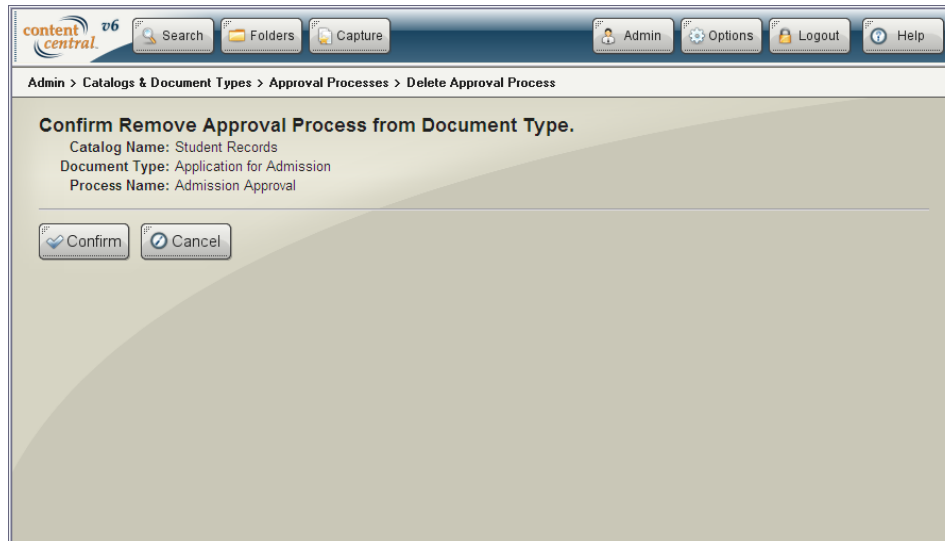 content central. v6 Search Folders Capture Admin Options Logout Help
Admin > Catalogs & Document Types > Approval Processes > Delete Approval Process
Confirm Remove Approval Process from Document Type.
Catalog Name: Student Records
Document Type: Application for Admission
Process Name: Admission Approval
Confirm Cancel